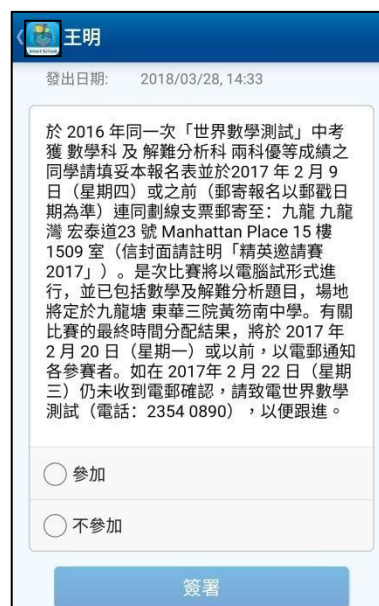 王明
發出日期: 2018/03/28, 14:33
於 2016 年同一次「世界數學測試」中考
獲 數學科 及 解難分析科 兩科優等成績之
同學請填妥本報名表並於2017 年 2 月 9
日（星期四）或之前（郵寄報名以郵戳日
期為準）連同劃線支票郵寄至：九龍 九龍
灣 宏泰道23 號 Manhattan Place 15 樓
1509 室（信封面請註明「精英邀請賽
2017」）。是次比賽將以電腦試形式進
行，並已包括數學及解難分析題目，場地
將定於九龍塘 東華三院黃笏南中學。有關
比賽的最終時間分配結果，將於 2017 年
2 月 20 日（星期一）或以前，以電郵通知
各參賽者。如在 2017年 2 月 22 日（星期
三）仍未收到電郵確認，請致電世界數學
測試（電話：2354 0890），以便跟進。
參加
不參加
簽署